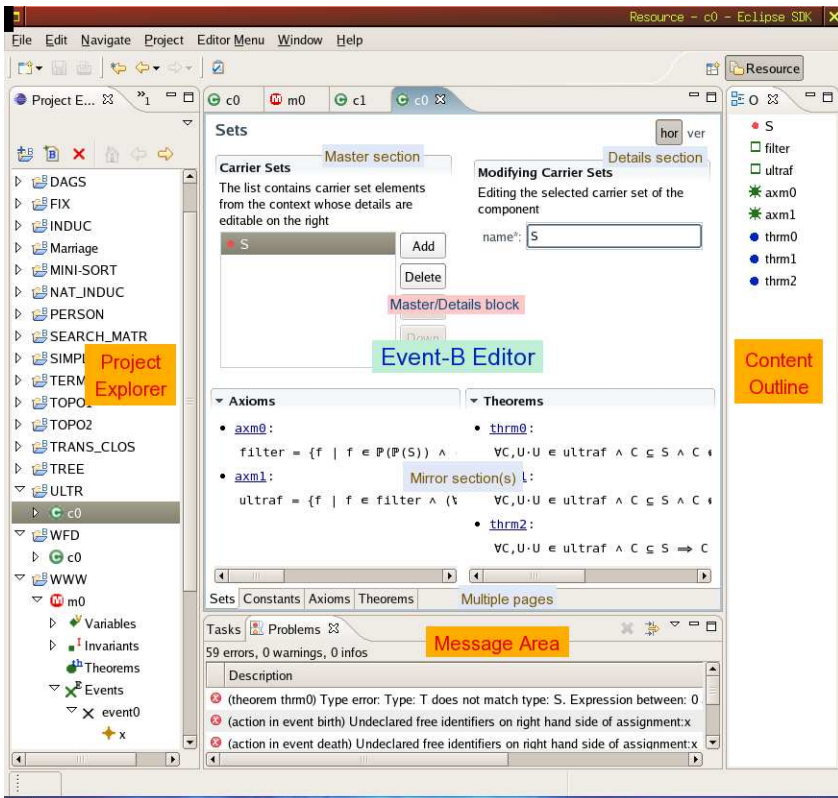 Resource - c0 - Eclipse SDK
File Edit Navigate Project Editor Menu Window Help
Resource
Project E...
»1
DAGS
FIX
INDUC
Marriage
MINI-SORT
NAT_INDUC
PERSON
SEARCH_MATR
SIMPL
TERM
TOPO1
TOPO2
TRANS_CLOS
TREE
ULTR
c0
WFD
c0
WWW
m0
Variables
Invariants
Theorems
Events
event0
x
Project
Explorer
c0 m0 c1 c0
Sets
hor ver
Master section
Carrier Sets
The list contains carrier set elements
from the context whose details are
editable on the right
S
Add
Delete
Down
Details section
Modifying Carrier Sets
Editing the selected carrier set of the
component
name*: S
Master/Details block
Event-B Editor
Axioms
axm0:
filter = {f | f ∈ ℙ(ℙ(S)) ∧
axm1:
ultraf = {f | f ∈ filter ∧ (∀
Mirror section(s)
Theorems
thrm0:
∀C,U·U ∈ ultraf ∧ C ⊆ S ∧ C
1:
∀C,U·U ∈ ultraf ∧ C ⊆ S ∧ C
thrm2:
∀C,U·U ∈ ultraf ∧ C ⊆ S ⇒ C
Sets Constants Axioms Theorems
Multiple pages
Tasks Problems
Message Area
59 errors, 0 warnings, 0 infos
Description
(theorem thrm0) Type error: Type: T does not match type: S. Expression between: 0
(action in event birth) Undeclared free identifiers on right hand side of assignment:x
(action in event death) Undeclared free identifiers on right hand side of assignment:x
O
S
filter
ultraf
axm0
axm1
thrm0
thrm1
thrm2
Content
Outline